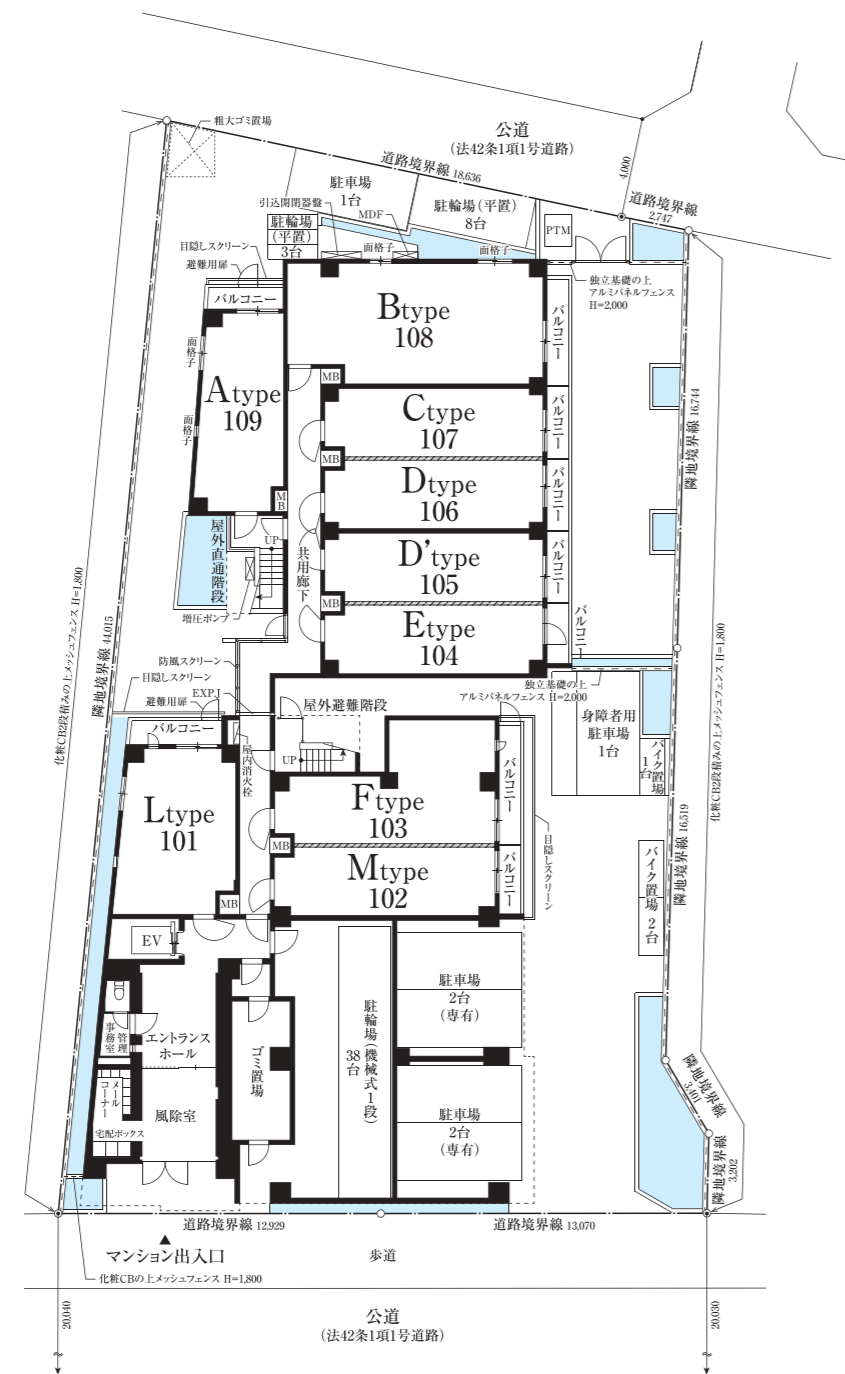 粗大ゴミ置場
公道
(法42条1項1号道路)
4,000
道路境界線 18,636
道路境界線
2,747
駐車場
1台
引込開閉器盤
MDF
駐輪場(平置)
8台
駐輪場
(平置)
3台
面格子
面格子
PTM
目隠しスクリーン
避難用扉
バルコニー
独立基礎の上
アルミパネルフェンス
H=2,000
面格子
面格子
Atype
109
Btype
108
バルコニー
MB
Ctype
107
バルコニー
MB
Dtype
106
バルコニー
MB
D'type
105
バルコニー
MB
Etype
104
バルコニー
共用廊下
UP
屋外直通階段
増圧ポンプ
隣地境界線 16,744
化粧CB2段積みの上メッシュフェンス H=1,800
隣地境界線 44,015
化粧CB2段積みの上メッシュフェンス H=1,800
防風スクリーン
目隠しスクリーン
EXP.J
避難用扉
バルコニー
屋内消火栓
屋外避難階段
UP
独立基礎の上
アルミパネルフェンス H=2,000
身障者用
駐車場
1台
バイク置場
1台
Ltype
101
Ftype
103
バルコニー
MB
Mtype
102
バルコニー
目隠しスクリーン
MB
隣地境界線 16,519
バイク置場 2台
EV
管理
事務室
エントランス
ホール
メール
コーナー
風除室
宅配ボックス
ゴミ置場
駐輪場(機械式1段)
38台
駐車場
2台
(専有)
駐車場
2台
(専有)
隣地境界線
3,401
隣地境界線
3,202
道路境界線 12,929
道路境界線 13,070
▲
マンション出入口
歩道
化粧CBの上メッシュフェンス H=1,800
20,040
公道
(法42条1項1号道路)
20,030